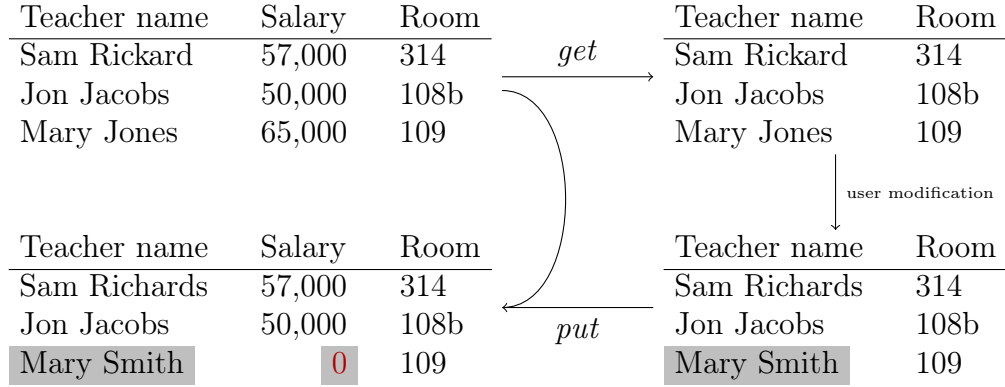 Teacher name Salary Room
Sam Rickard 57,000 314
Jon Jacobs 50,000 108b
Mary Jones 65,000 109
get
Teacher name Room
Sam Rickard 314
Jon Jacobs 108b
Mary Jones 109
user modification
Teacher name Salary Room
Sam Richards 57,000 314
Jon Jacobs 50,000 108b
Mary Smith 0 109
put
Teacher name Room
Sam Richards 314
Jon Jacobs 108b
Mary Smith 109